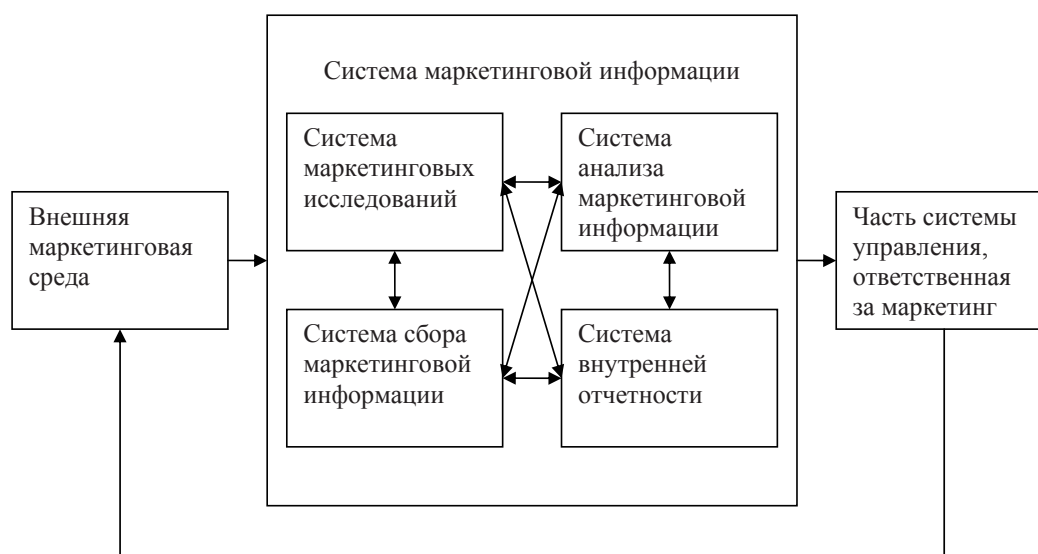 Система маркетинговой информации
Система
маркетинговых
исследований
Система
анализа
маркетинговой
информации
Внешняя
маркетинговая
среда
Часть системы
управления,
ответственная
за маркетинг
Система сбора
маркетинговой
информации
Система
внутренней
отчетности